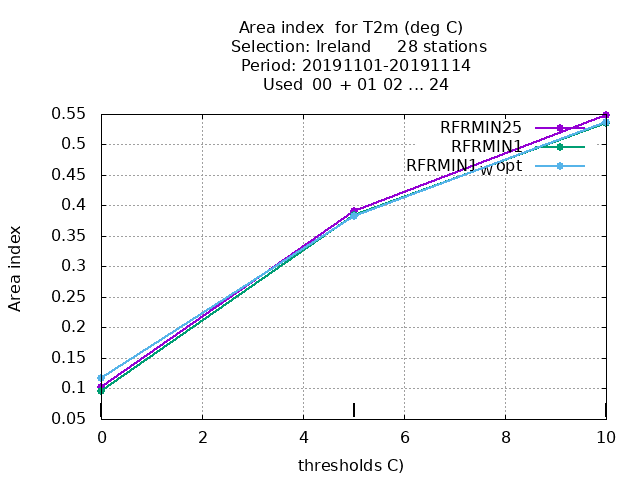 Area index  for T2m (deg C)
Selection: Ireland     28 stations
Period: 20191101-20191114
Used  00 + 01 02 ... 24
0.55
0.5
0.45
0.4
0.35
0.3
0.25
0.2
0.15
0.1
0.05
Area index
RFRMIN25
RFRMIN1
RFRMIN1_wopt
0 2 4 6 8 10
thresholds C)